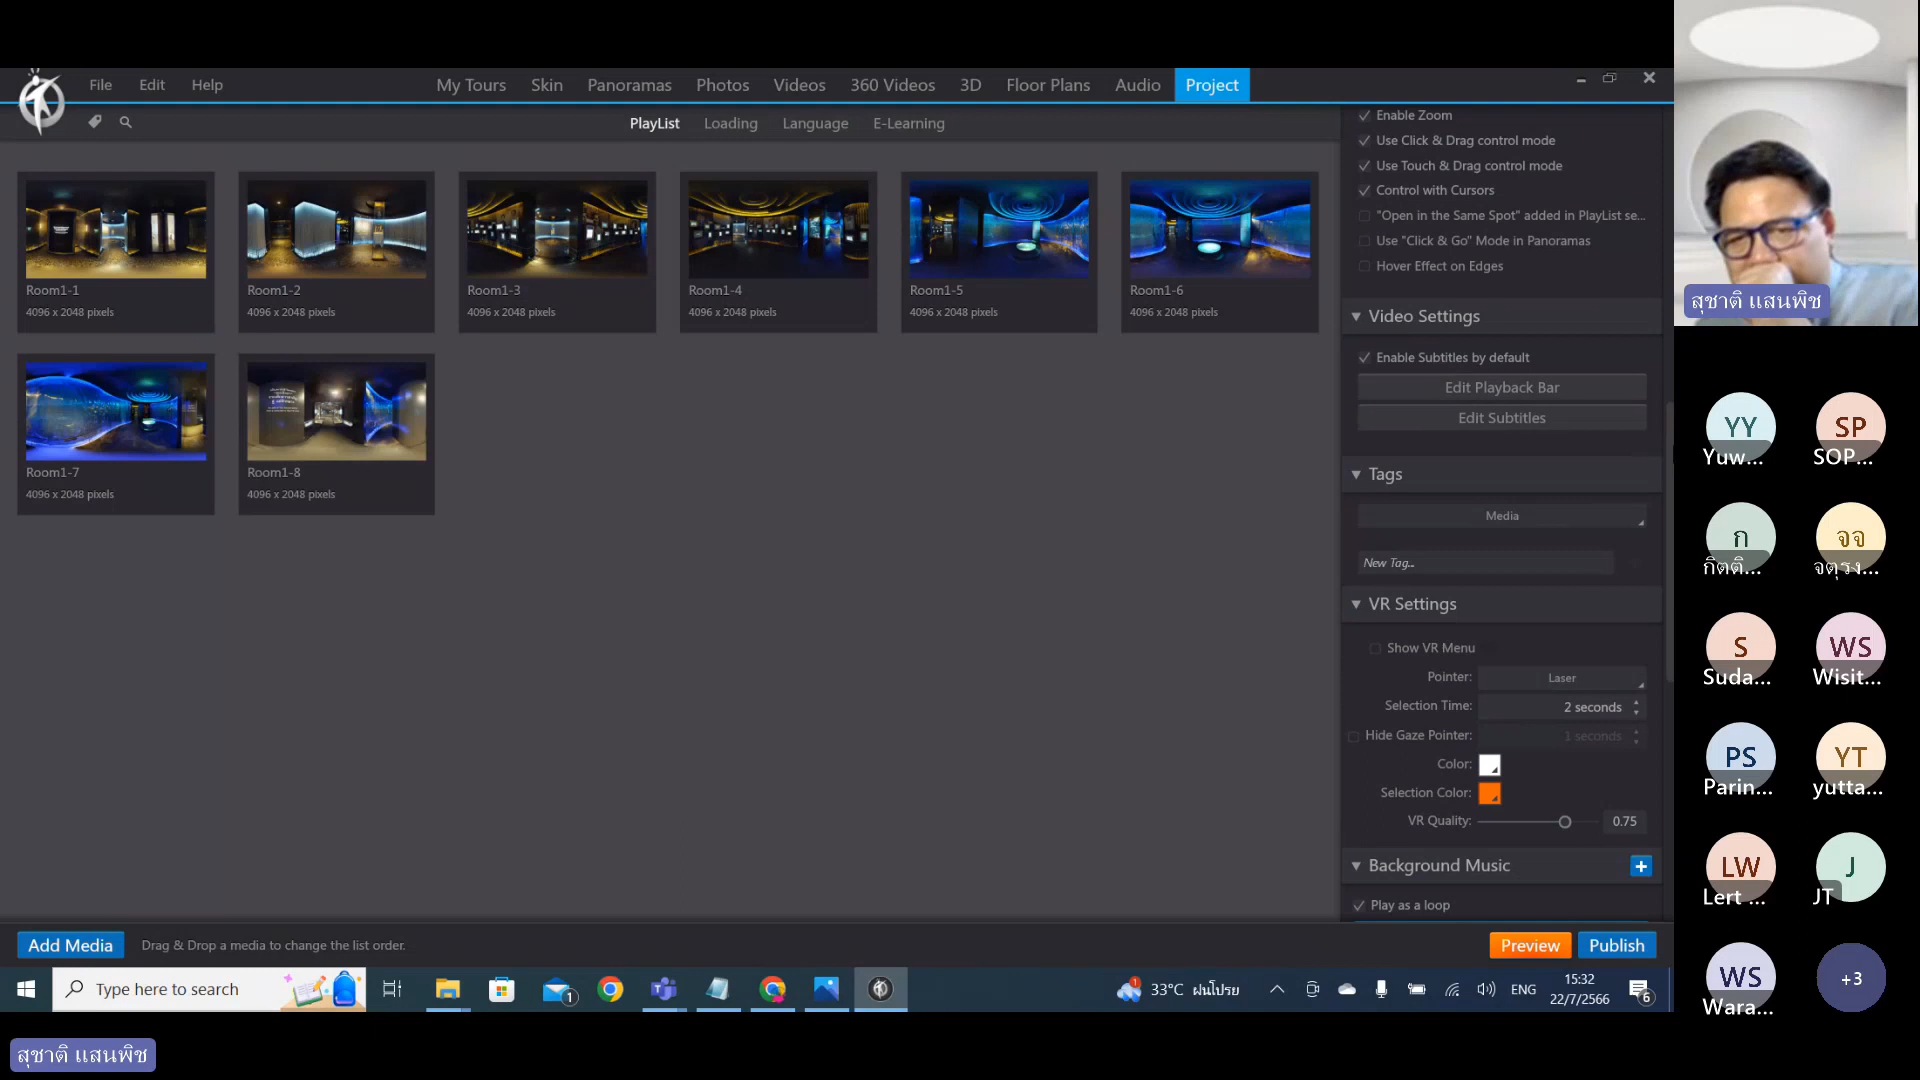 File Edit Help
My Tours Skin Panoramas Photos Videos 360 Videos 3D Floor Plans Audio Project
PlayList Loading Language E-Learning
Room1-1
4096 x 2048 pixels
Room1-2
4096 x 2048 pixels
Room1-3
4096 x 2048 pixels
Room1-4
4096 x 2048 pixels
Room1-5
4096 x 2048 pixels
Room1-6
4096 x 2048 pixels
Room1-7
4096 x 2048 pixels
Room1-8
4096 x 2048 pixels
Enable Zoom
Use Click & Drag control mode
Use Touch & Drag control mode
Control with Cursors
"Open in the Same Spot" added in PlayList se...
Use "Click & Go" Mode in Panoramas
Hover Effect on Edges
Video Settings
Enable Subtitles by default
Edit Playback Bar
Edit Subtitles
Tags
Media
New Tag...
VR Settings
Show VR Menu
Pointer: Laser
Selection Time: 2 seconds
Hide Gaze Pointer: 1 seconds
Color:
Selection Color:
VR Quality: 0.75
Background Music
Play as a loop
Add Media Drag & Drop a media to change the list order.
Preview Publish
Type here to search
1
1
33°C ฝนโปรย
ENG
15:32
22/7/2566
6
สุชาติ แสนพิช
สุชาติ แสนพิช
YY
Yuw...
SP
SOP...
ก
กิตติ...
จจ
จตุรง...
S
Suda...
WS
Wisit...
PS
Parin...
YT
yutta...
LW
Lert ...
J
JT
WS
Wara...
+3